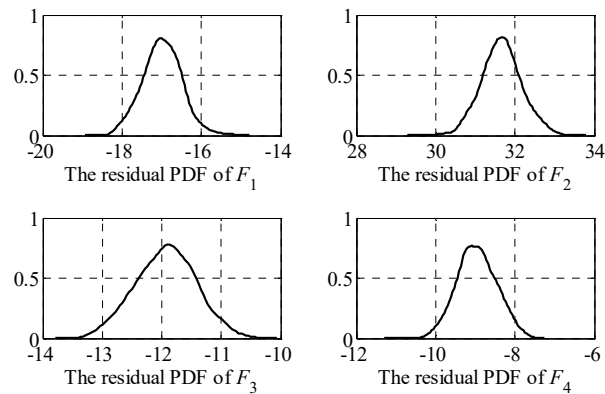 1
0.5
0
-20 -18 -16 -14
The residual PDF of F1
1
0.5
0
28 30 32 34
The residual PDF of F2
1
0.5
0
-14 -13 -12 -11 -10
The residual PDF of F3
1
0.5
0
-12 -10 -8 -6
The residual PDF of F4